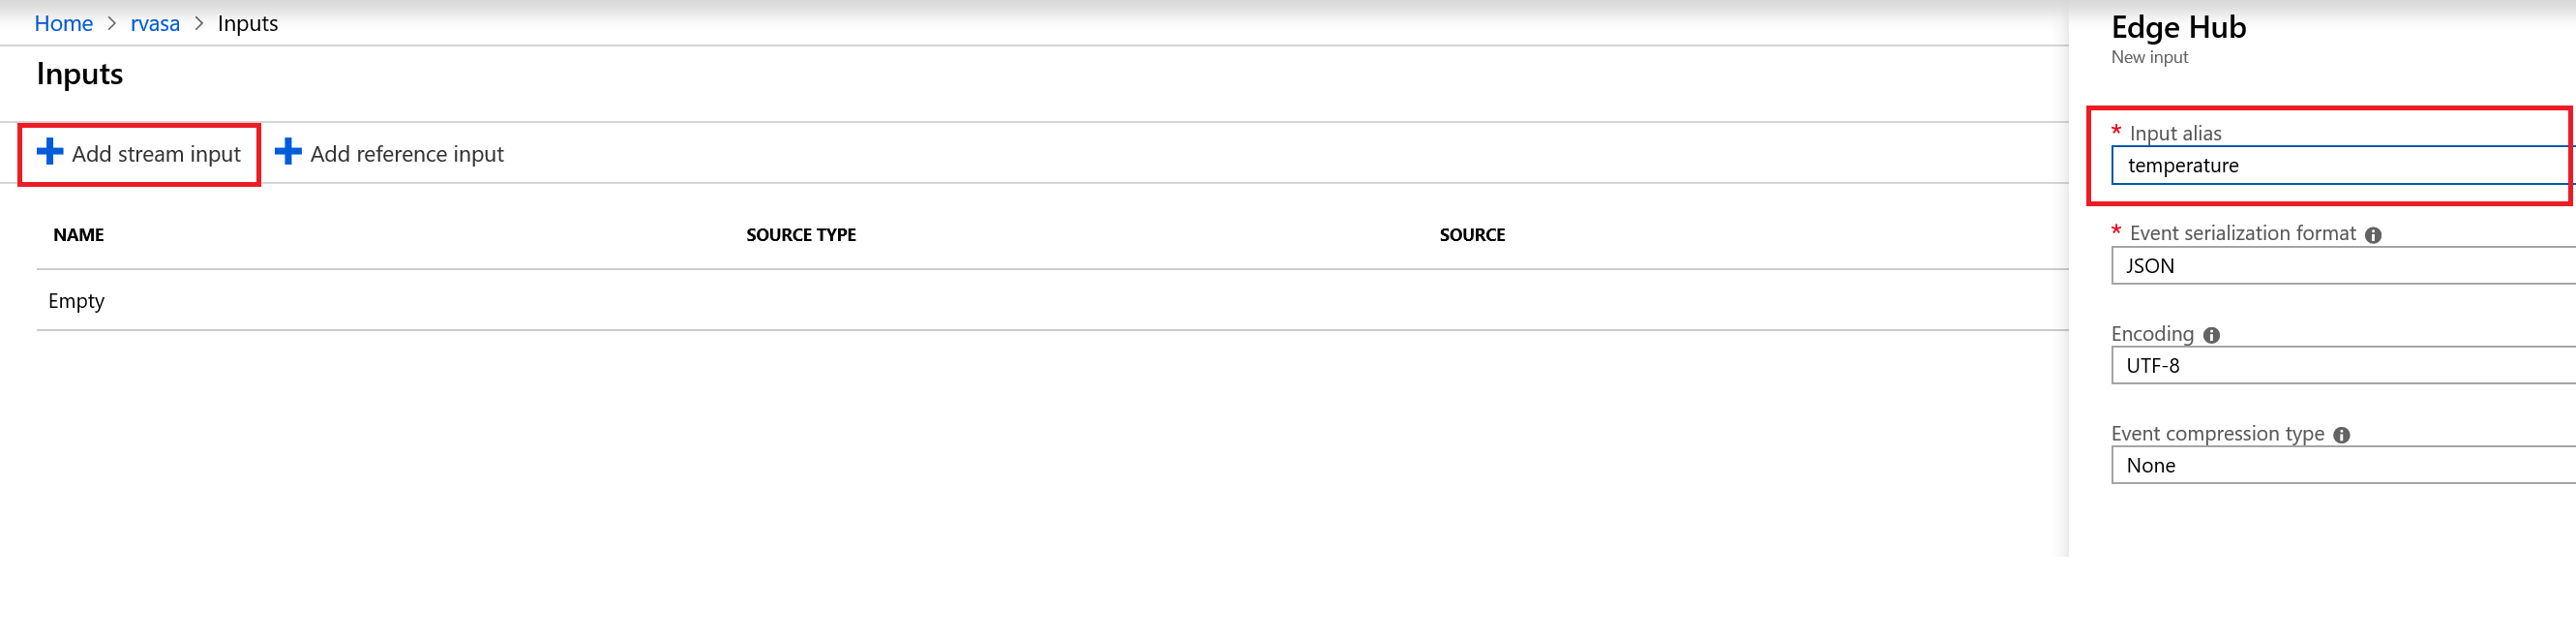 Home > rvasa > Inputs
Inputs
Add stream input
Add reference input
NAME
SOURCE TYPE
SOURCE
Empty
Edge Hub
New input
* Input alias
temperature
* Event serialization format
JSON
Encoding
UTF-8
Event compression type
None